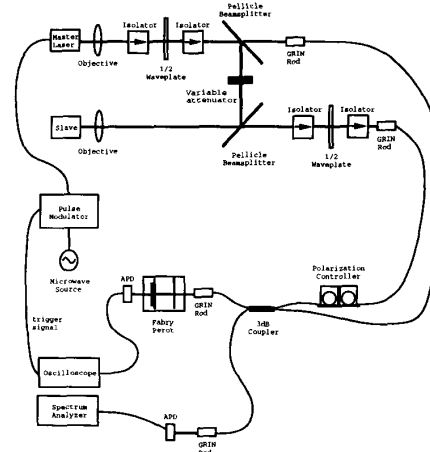 Pellicle
Beamsplitter
Isolator
Isolator
Master
Laser
Objective
1/2
Waveplate
GRIN
Rod
Variable
attenuator
Isolator
Isolator
Slave
Objective
Pellicle
Beamsplitter
1/2
Waveplate
GRIN
Rod
Pulse
Modulator
Microwave
Source
APD
Polarization
Controller
Fabry
Perot
GRIN
Rod
3dB
Coupler
trigger
signal
Oscilloscope
Spectrum
Analyzer
APD
GRIN
Rod